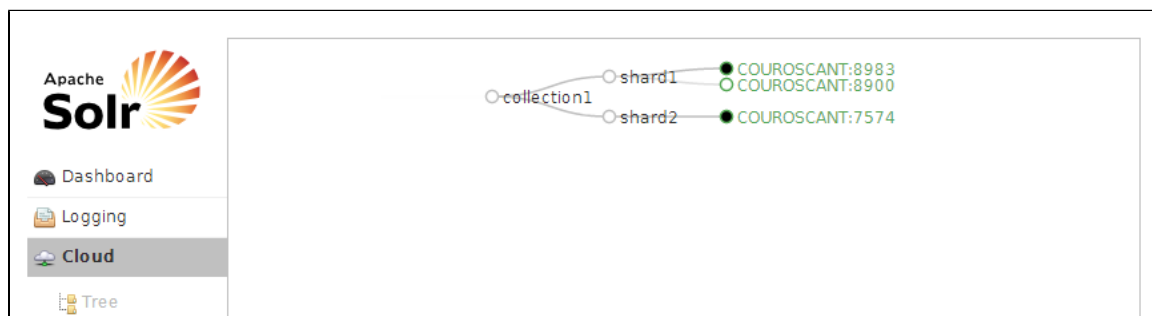 Apache
Solr
Dashboard
Logging
Cloud
Tree
collection1
shard1
COUROSCANT:8983
COUROSCANT:8900
shard2
COUROSCANT:7574